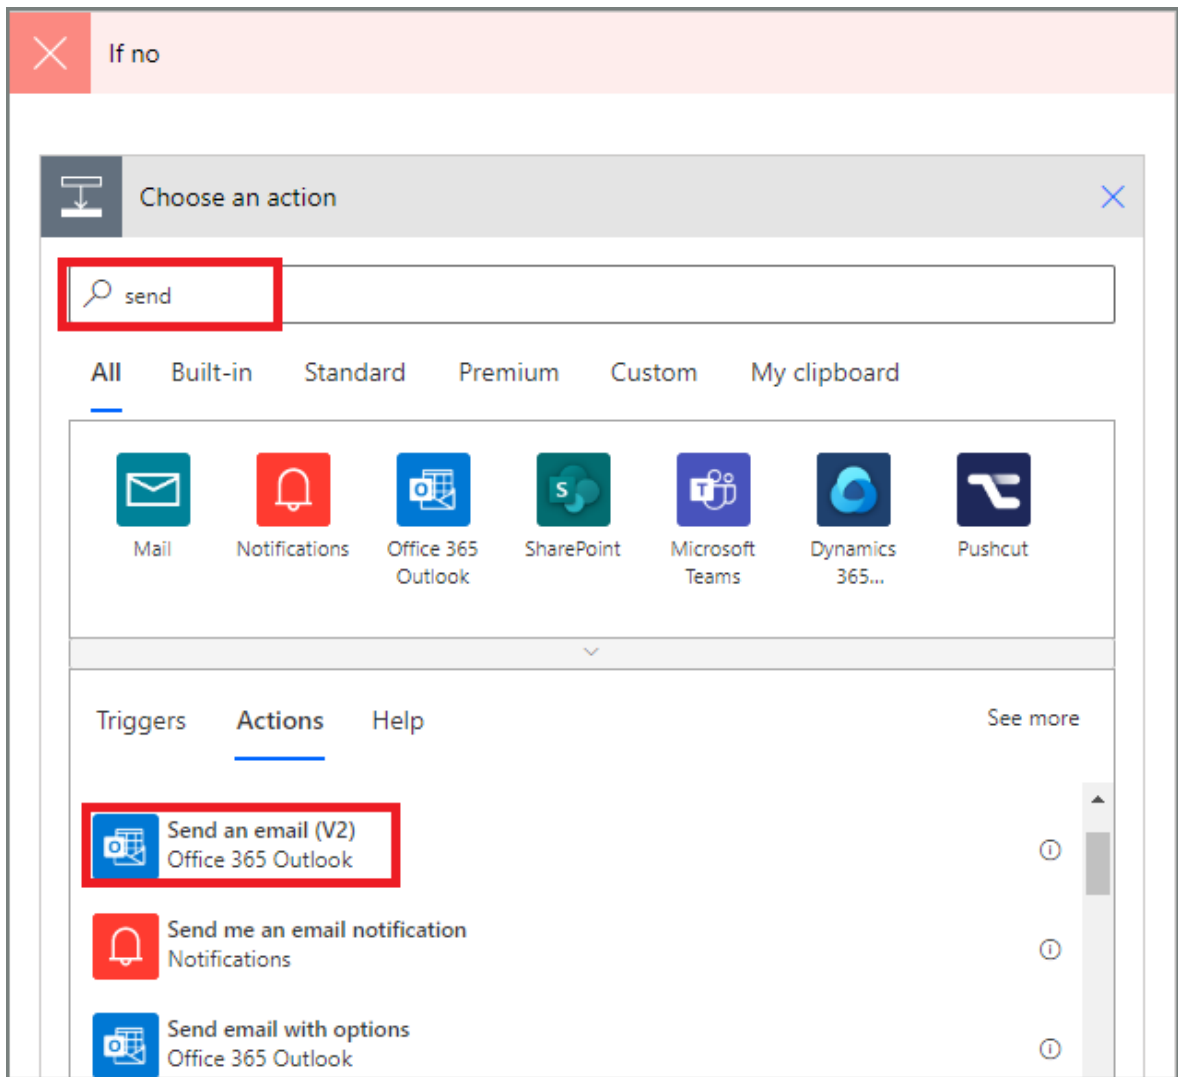 If no
Choose an action
send
All Built-in Standard Premium Custom My clipboard
Mail Notifications Office 365 Outlook SharePoint Microsoft Teams Dynamics 365... Pushcut
Triggers Actions Help See more
Send an email (V2)
Office 365 Outlook
Send me an email notification
Notifications
Send email with options
Office 365 Outlook